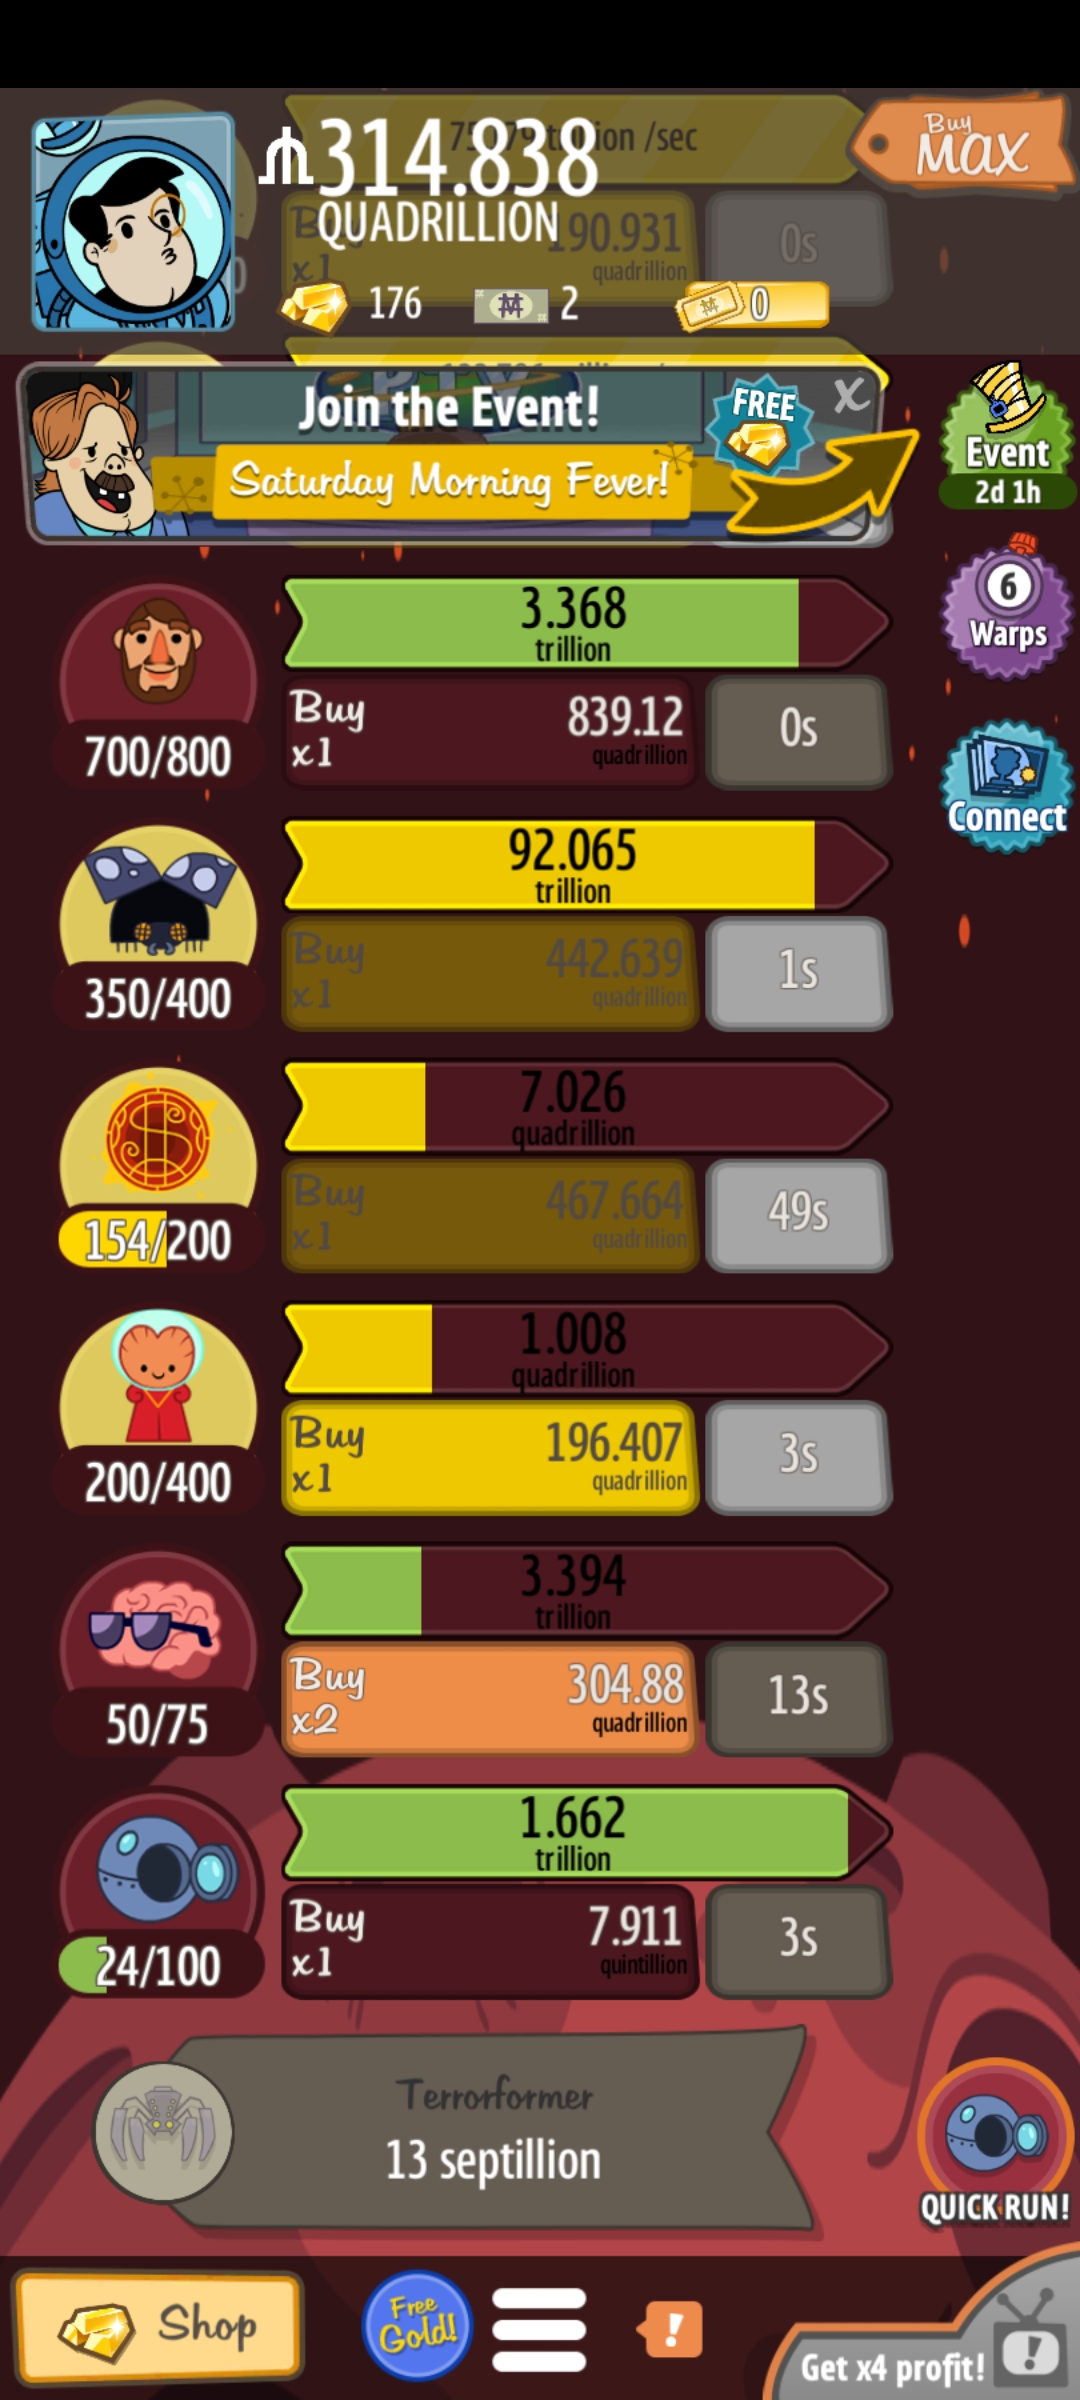 /sec
314.838
QUADRILLION
Buy
MAX
190.931
quadrillion
x1
0s
176
2
0
Join the Event!
FREE
X
Saturday Morning Fever!
Event
2d 1h
3.368
trillion
6
Warps
700/800
Buy
x1
839.12
quadrillion
0s
Connect
92.065
trillion
350/400
Buy
x1
442.639
quadrillion
1s
7.026
quadrillion
154/200
Buy
x1
467.664
quadrillion
49s
1.008
quadrillion
200/400
Buy
x1
196.407
quadrillion
3s
3.394
trillion
50/75
Buy
x2
304.88
quadrillion
13s
1.662
trillion
24/100
Buy
x1
7.911
quintillion
3s
Terrorformer
13 septillion
QUICK RUN!
Shop
Free
Gold!
!
Get x4 profit!
!